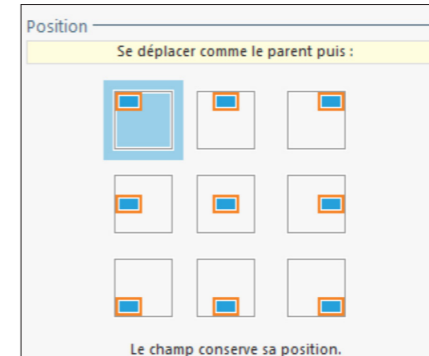 Position
Se déplacer comme le parent puis :
Le champ conserve sa position.